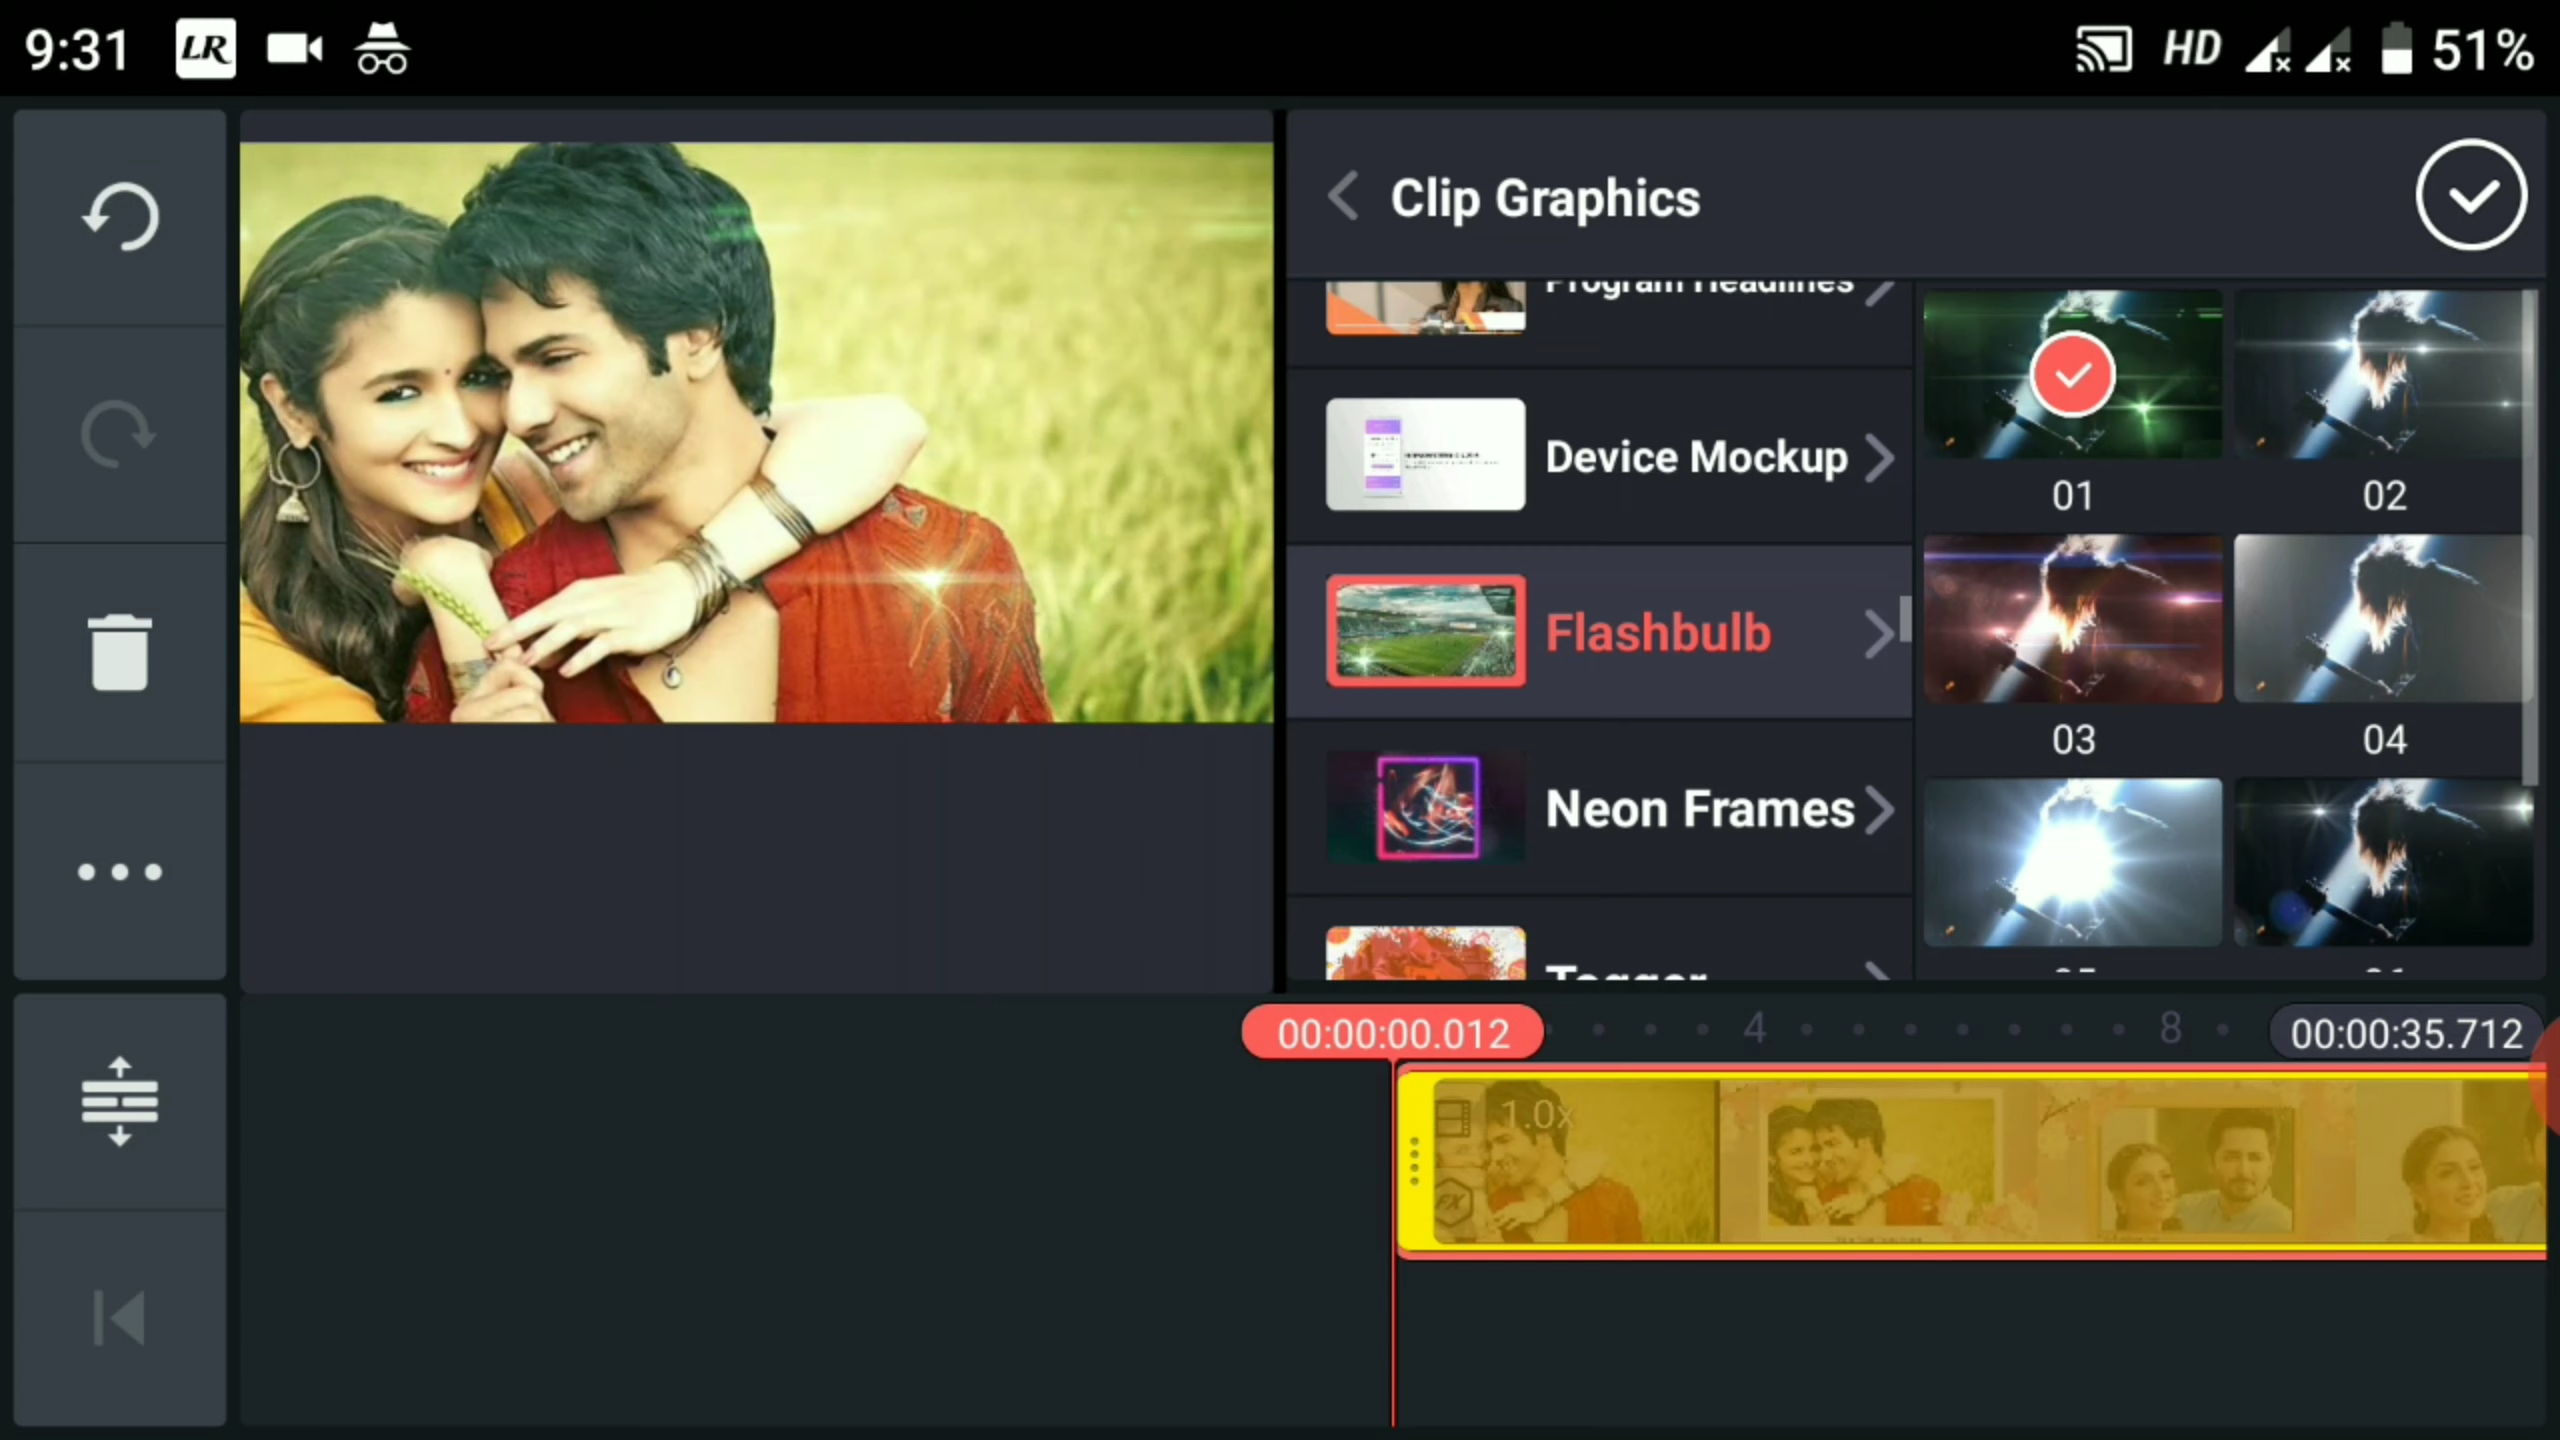 9:31 LR HD 51%
Clip Graphics
Program Headlines
Device Mockup
Flashbulb
Neon Frames
01 02
03 04
00:00:00.012 4 8 00:00:35.712
1.0x
FX